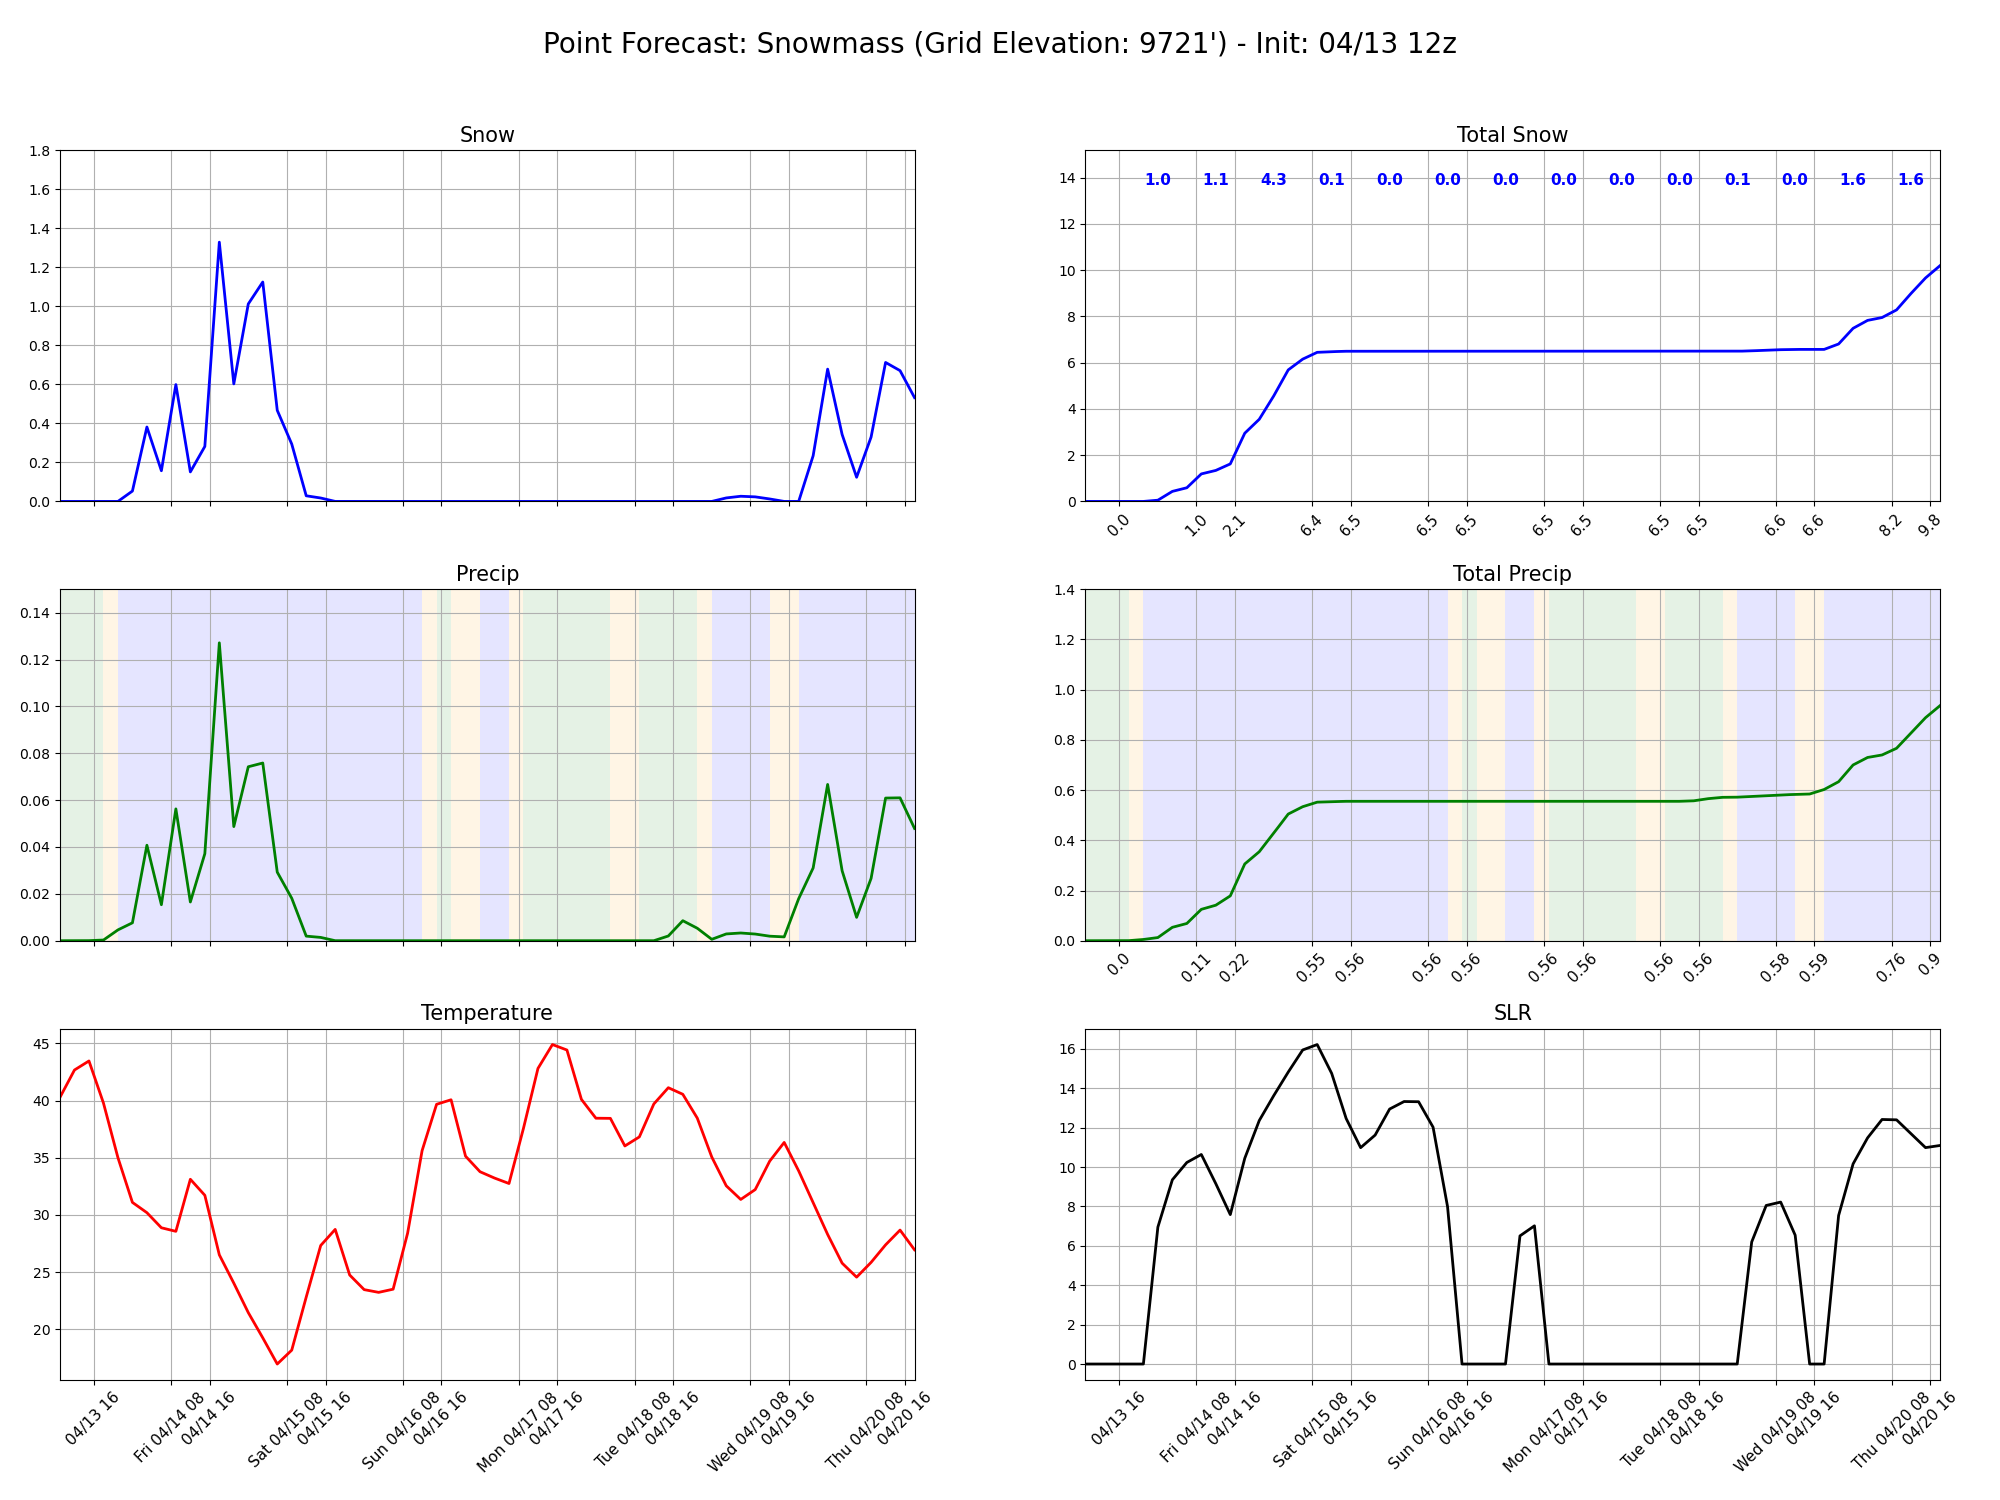 Point Forecast: Snowmass (Grid Elevation: 9721') - Init: 04/13 12z
Snow
1.8
1.6
1.4
1.2
1.0
0.8
0.6
0.4
0.2
0.0
Total Snow
1.0 1.1 4.3 0.1 0.0 0.0 0.0 0.0 0.0 0.0 0.1 0.0 1.6 1.6
14
12
10
8
6
4
2
0
0.0 1.0 2.1 6.4 6.5 6.5 6.5 6.5 6.5 6.5 6.5 6.6 6.6 8.2 9.8
Precip
0.14
0.12
0.10
0.08
0.06
0.04
0.02
0.00
Total Precip
1.4
1.2
1.0
0.8
0.6
0.4
0.2
0.0
0.0 0.11 0.22 0.55 0.56 0.56 0.56 0.56 0.56 0.56 0.56 0.58 0.59 0.76 0.9
Temperature
45
40
35
30
25
20
04/13 16
Fri 04/14 08
04/14 16
Sat 04/15 08
04/15 16
Sun 04/16 08
04/16 16
Mon 04/17 08
04/17 16
Tue 04/18 08
04/18 16
Wed 04/19 08
04/19 16
Thu 04/20 08
04/20 16
SLR
16
14
12
10
8
6
4
2
0
04/13 16
Fri 04/14 08
04/14 16
Sat 04/15 08
04/15 16
Sun 04/16 08
04/16 16
Mon 04/17 08
04/17 16
Tue 04/18 08
04/18 16
Wed 04/19 08
04/19 16
Thu 04/20 08
04/20 16